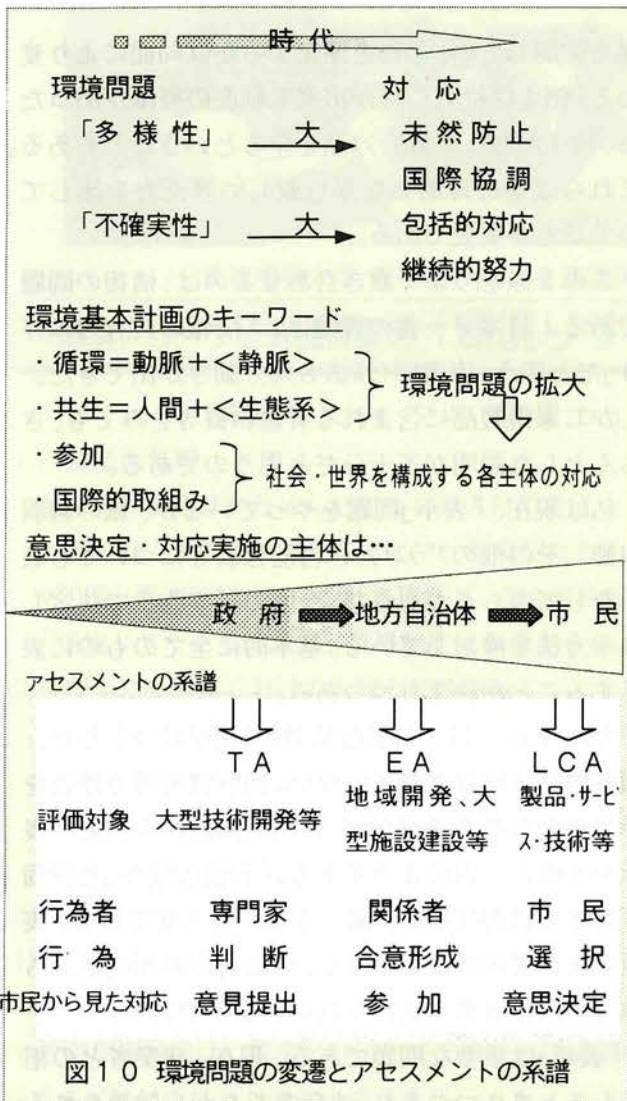 時代
環境問題 対応
「多様性」 大 未然防止
国際協調
「不確実性」 大 包括的対応
継続的努力
環境基本計画のキーワード
・循環＝動脈＋<静脈>
・共生＝人間＋<生態系>
環境問題の拡大
・参加
・国際的取組み
社会・世界を構成する各主体の対応
意思決定・対応実施の主体は…
政府 地方自治体 市民
アセスメントの系譜
ＴＡ ＥＡ ＬＣＡ
評価対象 大型技術開発等 地域開発、大 製品・サービ
型施設建設等 ス・技術等
行為者 専門家 関係者 市民
行為 判断 合意形成 選択
市民から見た対応 意見提出 参加 意思決定
図１０ 環境問題の変遷とアセスメントの系譜